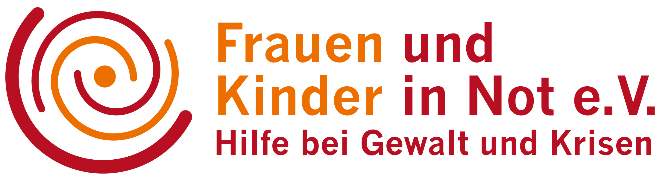 Frauen und
Kinder in Not e.V.
Hilfe bei Gewalt und Krisen